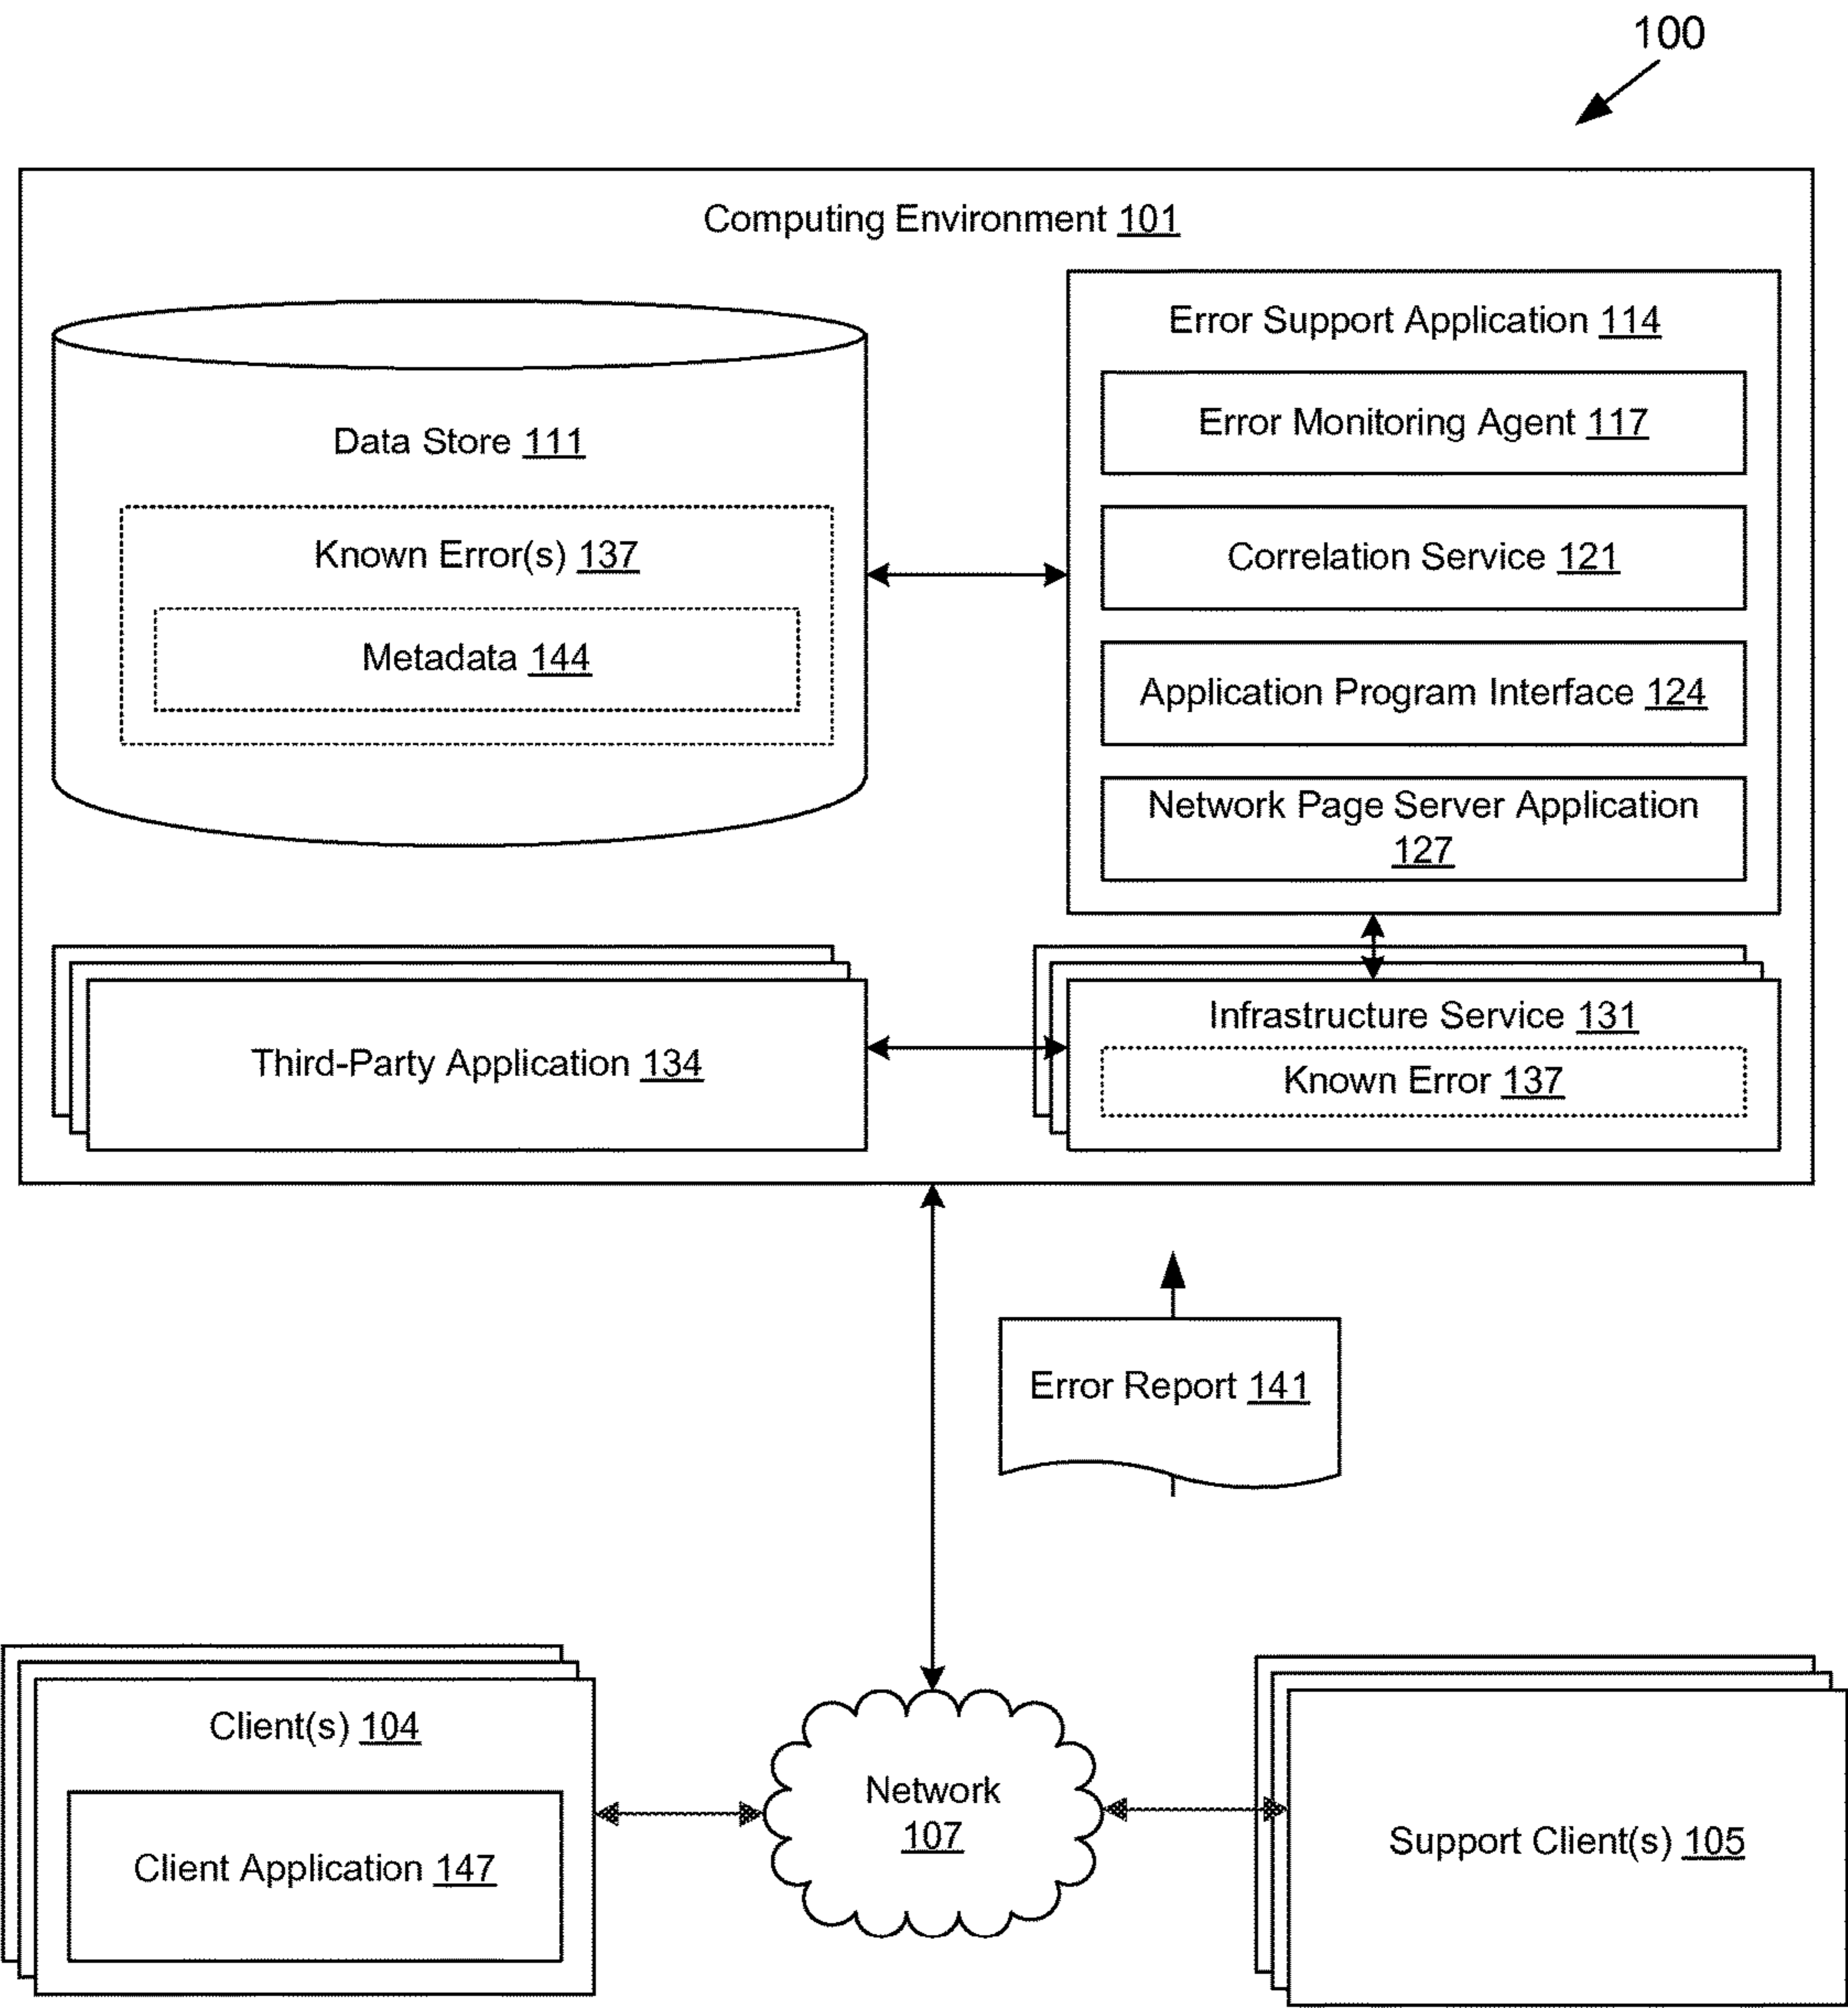 100
Computing Environment 101
Error Support Application 114
Error Monitoring Agent 117
Data Store 111
Known Error(s) 137
Correlation Service 121
Metadata 144
Application Program Interface 124
Network Page Server Application
127
Infrastructure Service 131
Third-Party Application 134
Known Error 137
Error Report 141
Client(s) 104
Client Application 147
Network
107
Support Client(s) 105